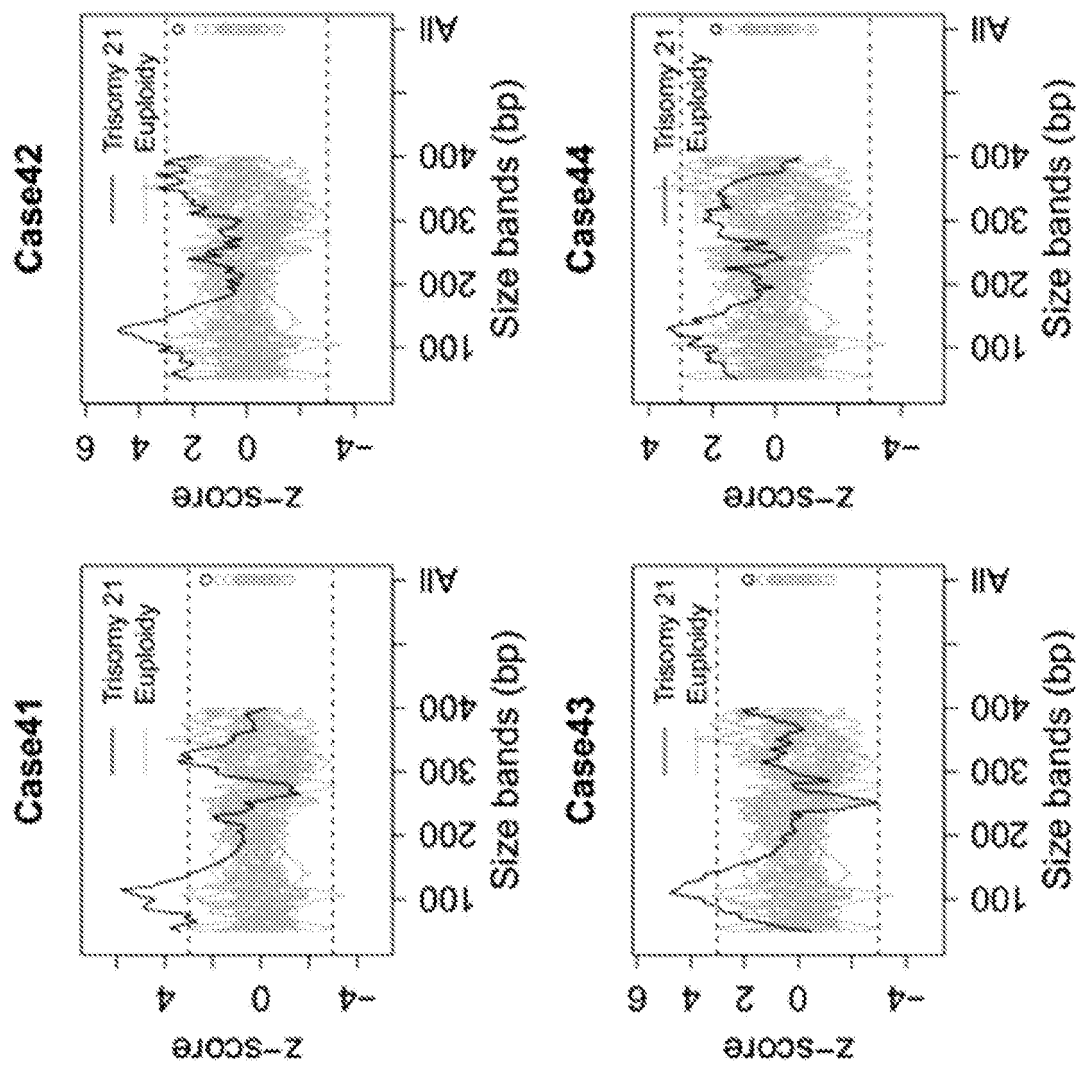 Case41
Trisomy 21
Euploidy
z-score
4
0
-4
100
200
300
400
All
Size bands (bp)
Case42
Trisomy 21
Euploidy
z-score
6
4
2
0
-4
100
200
300
400
All
Size bands (bp)
Case43
Trisomy 21
Euploidy
z-score
6
4
2
0
-4
100
200
300
400
All
Size bands (bp)
Case44
Trisomy 21
Euploidy
z-score
4
2
0
-4
100
200
300
400
All
Size bands (bp)